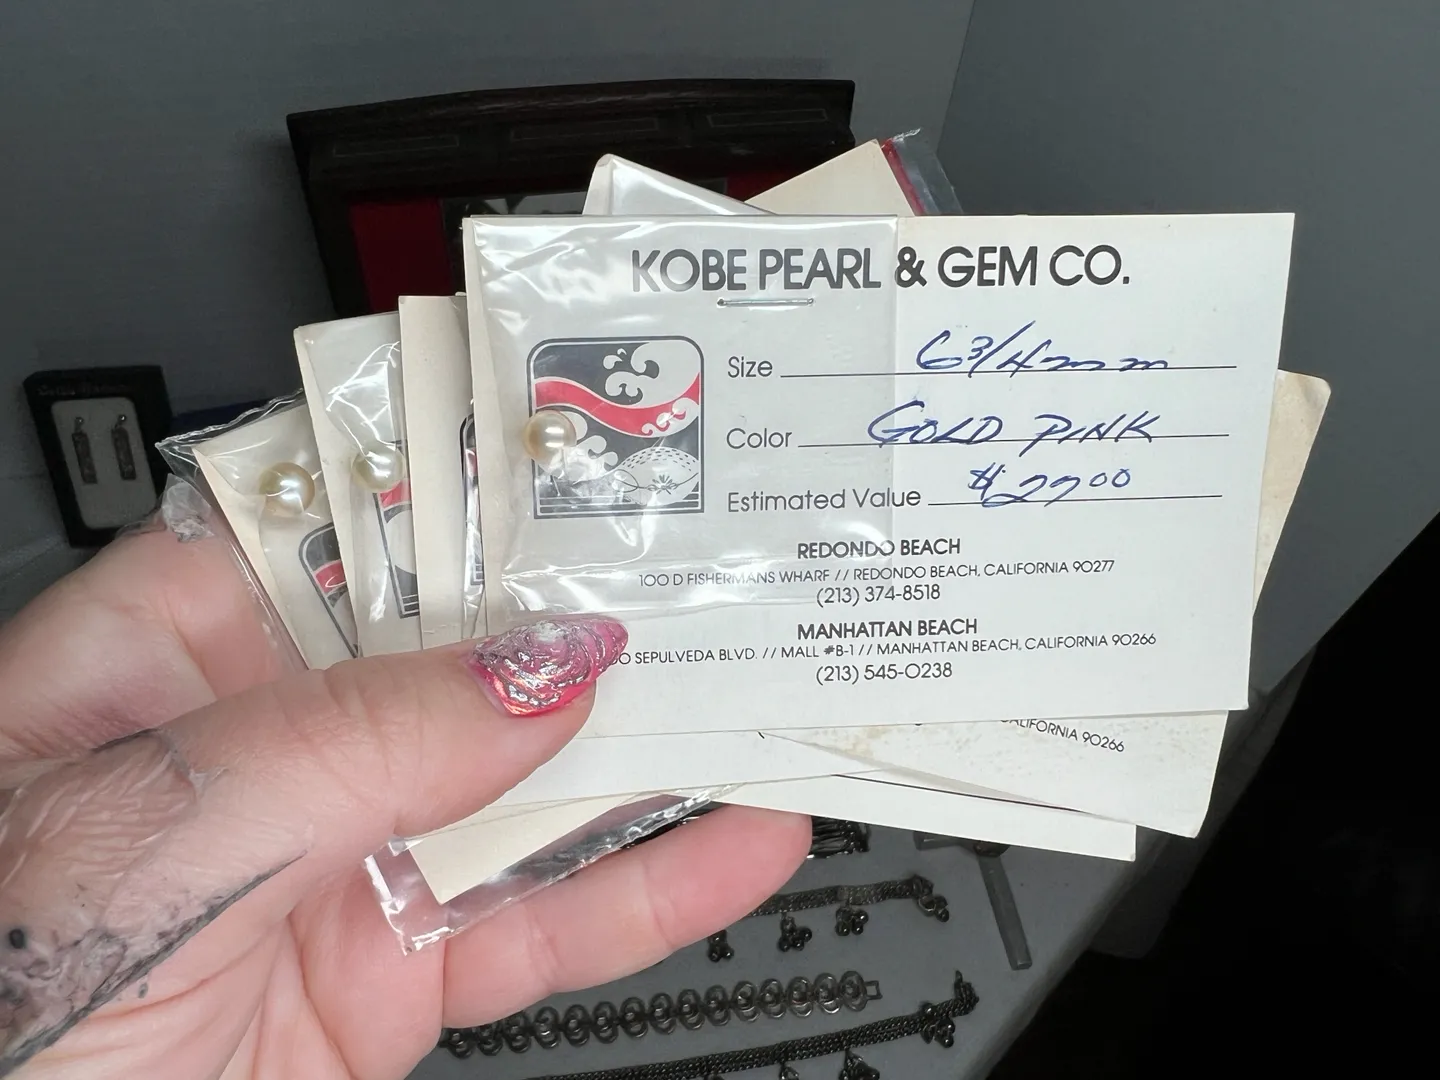 KOBE PEARL & GEM CO.
Size 6 3/4 mm
Color GOLD PINK
Estimated Value $2700
REDONDO BEACH
100 D FISHERMANS WHARF // REDONDO BEACH, CALIFORNIA 90277
(213) 374-8518
MANHATTAN BEACH
SEPULVEDA BLVD. // MALL #B-1 // MANHATTAN BEACH, CALIFORNIA 90266
(213) 545-0238
CALIFORNIA 90266